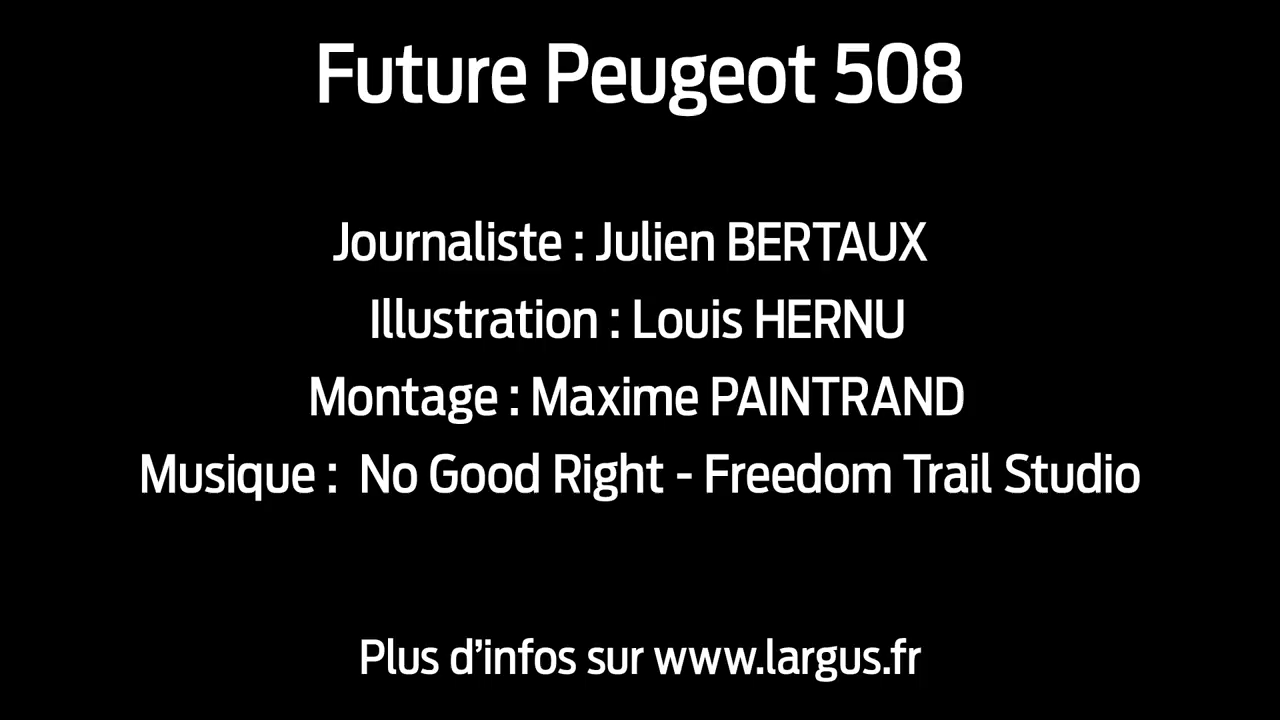 Future Peugeot 508
Journaliste : Julien BERTAUX
Illustration : Louis HERNU
Montage : Maxime PAINTRAND
Musique :  No Good Right - Freedom Trail Studio
Plus d’infos sur www.largus.fr